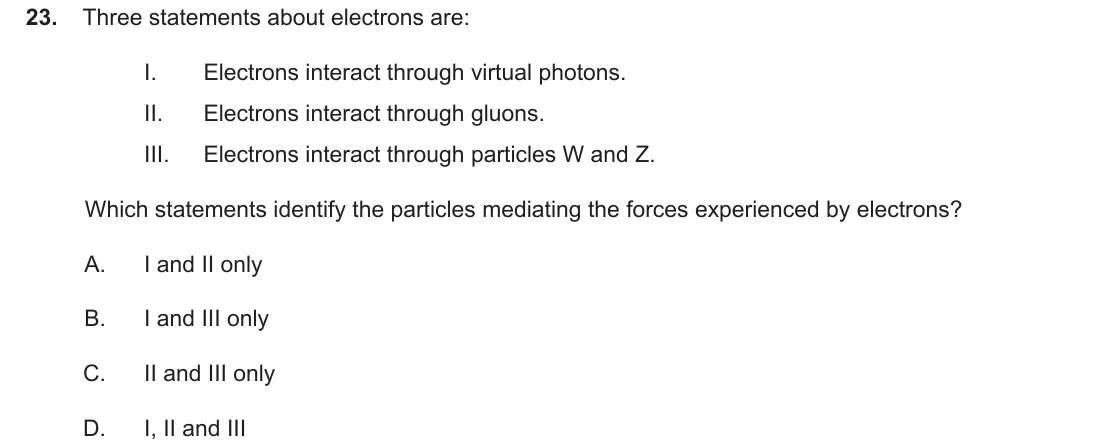 23. Three statements about electrons are:
I. Electrons interact through virtual photons.
II. Electrons interact through gluons.
III. Electrons interact through particles W and Z.
Which statements identify the particles mediating the forces experienced by electrons?
A. I and II only
B. I and III only
C. II and III only
D. I, II and III